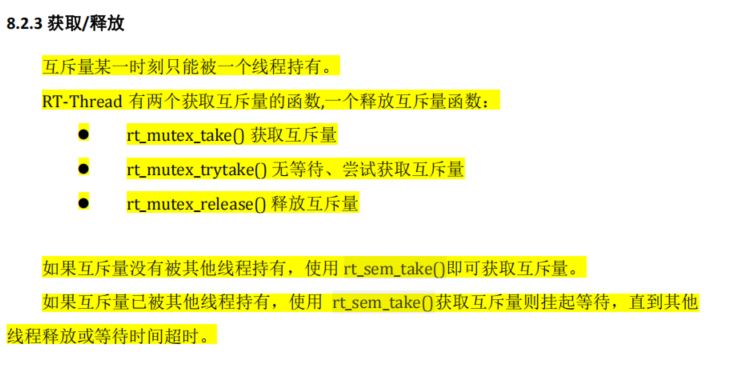 8.2.3 获取/释放
互斥量某一时刻只能被一个线程持有。
RT-Thread 有两个获取互斥量的函数,一个释放互斥量函数：
● rt_mutex_take() 获取互斥量
● rt_mutex_trytake() 无等待、尝试获取互斥量
● rt_mutex_release() 释放互斥量
如果互斥量没有被其他线程持有，使用 rt_sem_take()即可获取互斥量。
如果互斥量已被其他线程持有，使用 rt_sem_take()获取互斥量则挂起等待，直到其他
线程释放或等待时间超时。